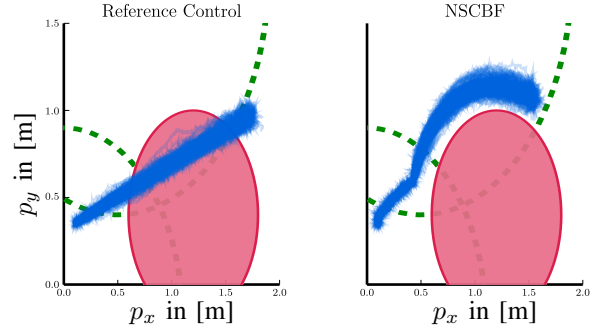 Reference Control
NSCBF
1.5
1.0
0.5
0.0
p_y in [m]
0.0 0.5 1.0 1.5 2.0
0.0 0.5 1.0 1.5 2.0
p_x in [m]
p_x in [m]